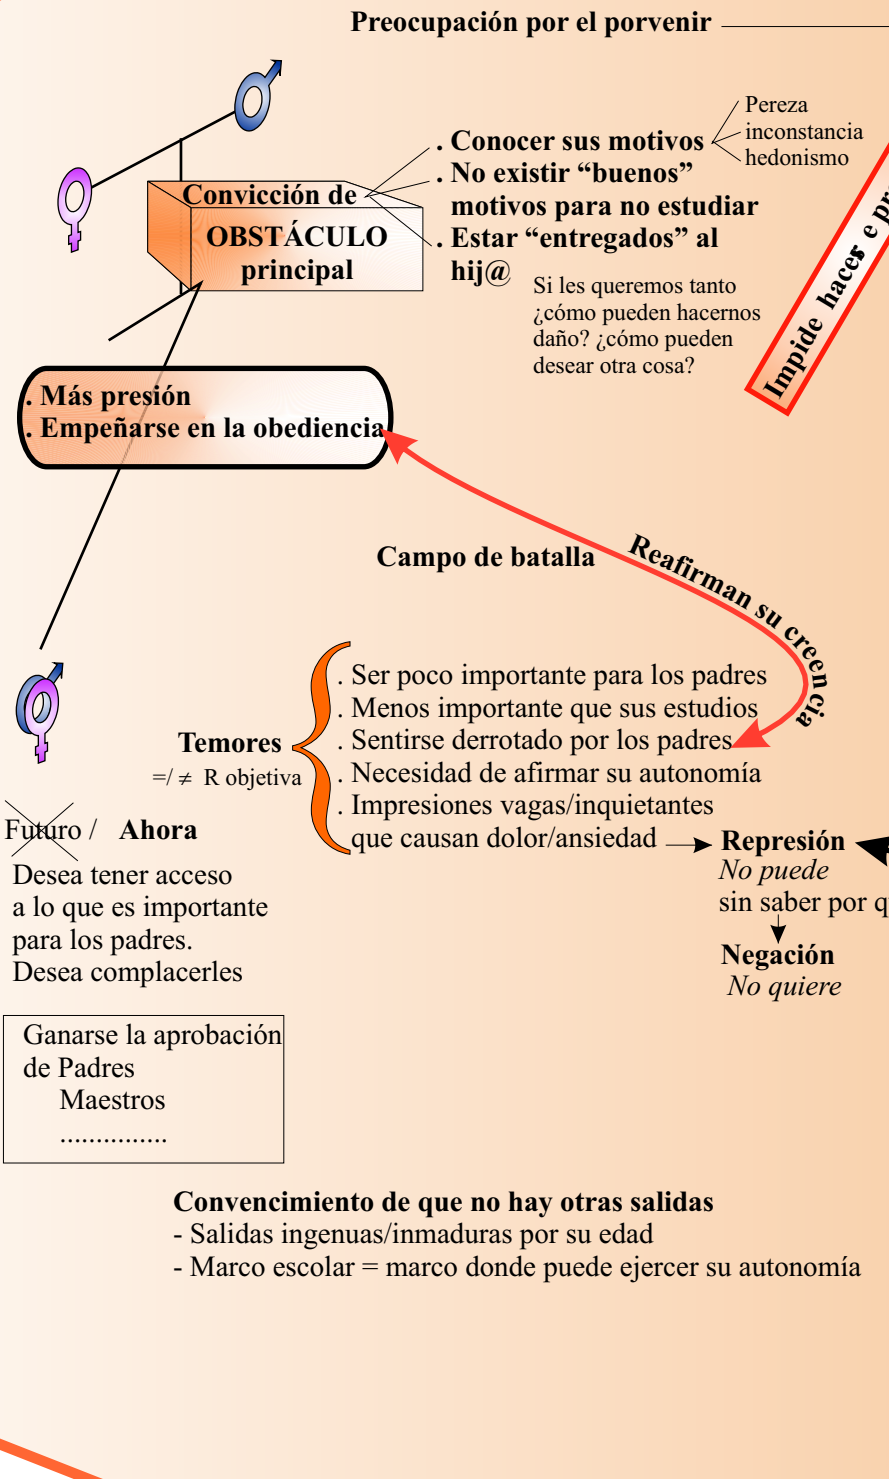 Preocupación por el porvenir
Pereza
inconstancia
hedonismo
. Conocer sus motivos
. No existir “buenos”
motivos para no estudiar
. Estar “entregados” al
hij@
Convicción de
OBSTÁCULO
principal
Si les queremos tanto
¿cómo pueden hacernos
daño? ¿cómo pueden
desear otra cosa?
Impide hacer e
. Más presión
. Empeñarse en la obediencia
Campo de batalla
Reafirman su creencia
Temores
=/ ≠ R objetiva
. Ser poco importante para los padres
. Menos importante que sus estudios
. Sentirse derrotado por los padres
. Necesidad de afirmar su autonomía
. Impresiones vagas/inquietantes
que causan dolor/ansiedad
Represión
No puede
sin saber por
Negación
No quiere
Futuro / Ahora
Desea tener acceso
a lo que es importante
para los padres.
Desea complacerles
Ganarse la aprobación
de Padres
Maestros
...............
Convencimiento de que no hay otras salidas
- Salidas ingenuas/inmaduras por su edad
- Marco escolar = marco donde puede ejercer su autonomía